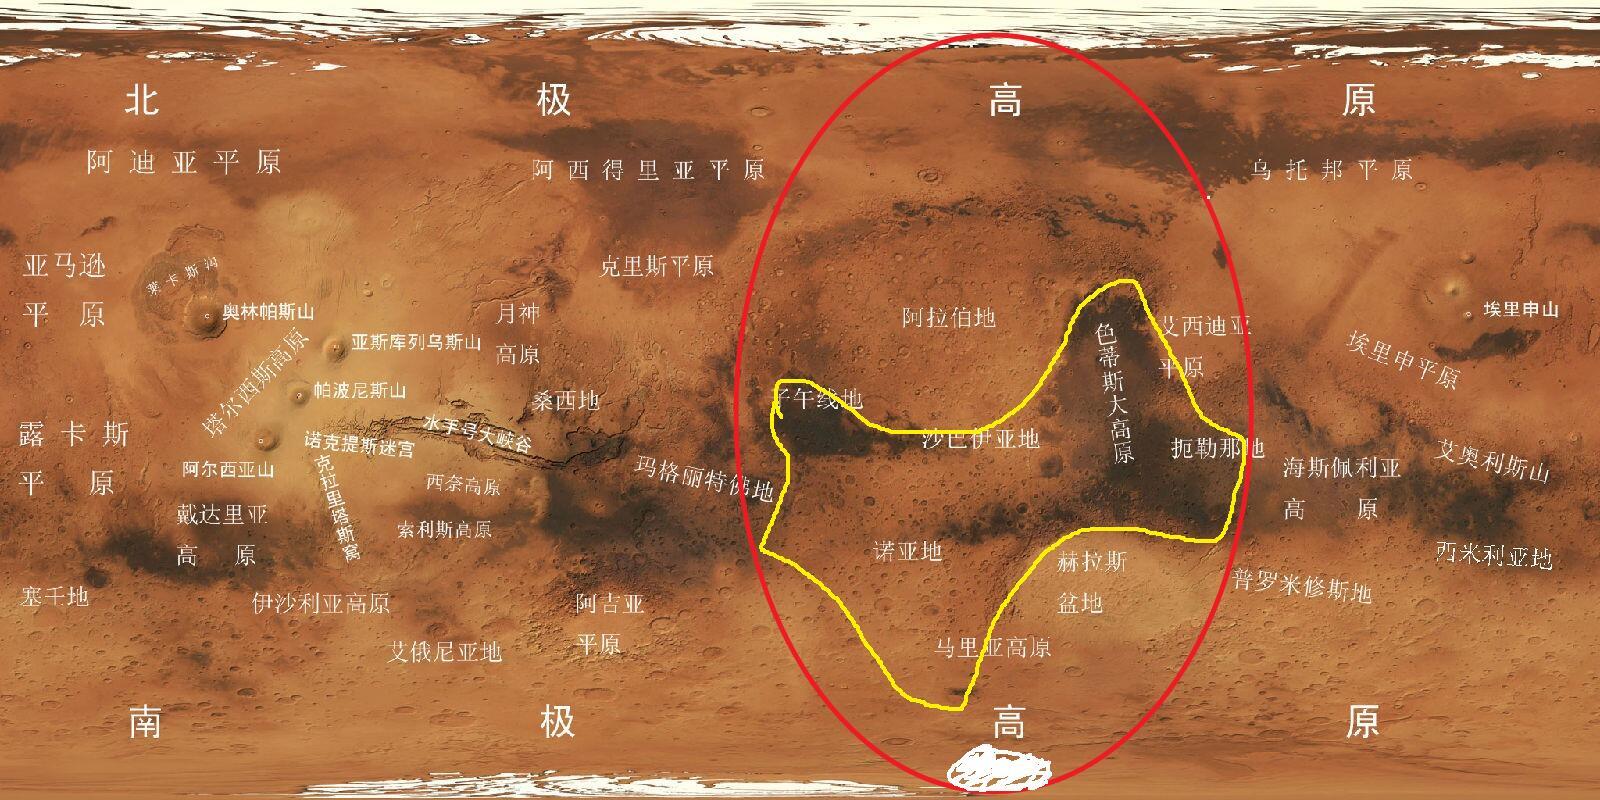 北 极 高 原
阿迪亚平原
阿西得里亚平原
乌托邦平原
亚马逊
平 原
莱卡斯沟
奥林帕斯山
克里斯平原
月神
高原
阿拉伯地
艾西迪亚
平原
埃里申山
埃里申平原
亚斯库列乌斯山
塔尔西斯高原
帕波尼斯山
桑西地
子午线地
色蒂斯大高原
露卡斯
平 原
诺克提斯迷宫
水手号大峡谷
沙巴伊亚地
扼勒那地
阿尔西亚山
克拉里塔斯窝
西奈高原
玛格丽特佛地
海斯佩利亚
高 原
艾奥利斯山
戴达里亚
高 原
索利斯高原
诺亚地
赫拉斯
盆地
西米利亚地
塞壬地
伊沙利亚高原
阿吉亚
平原
普罗米修斯地
艾俄尼亚地
马里亚高原
南 极 高 原